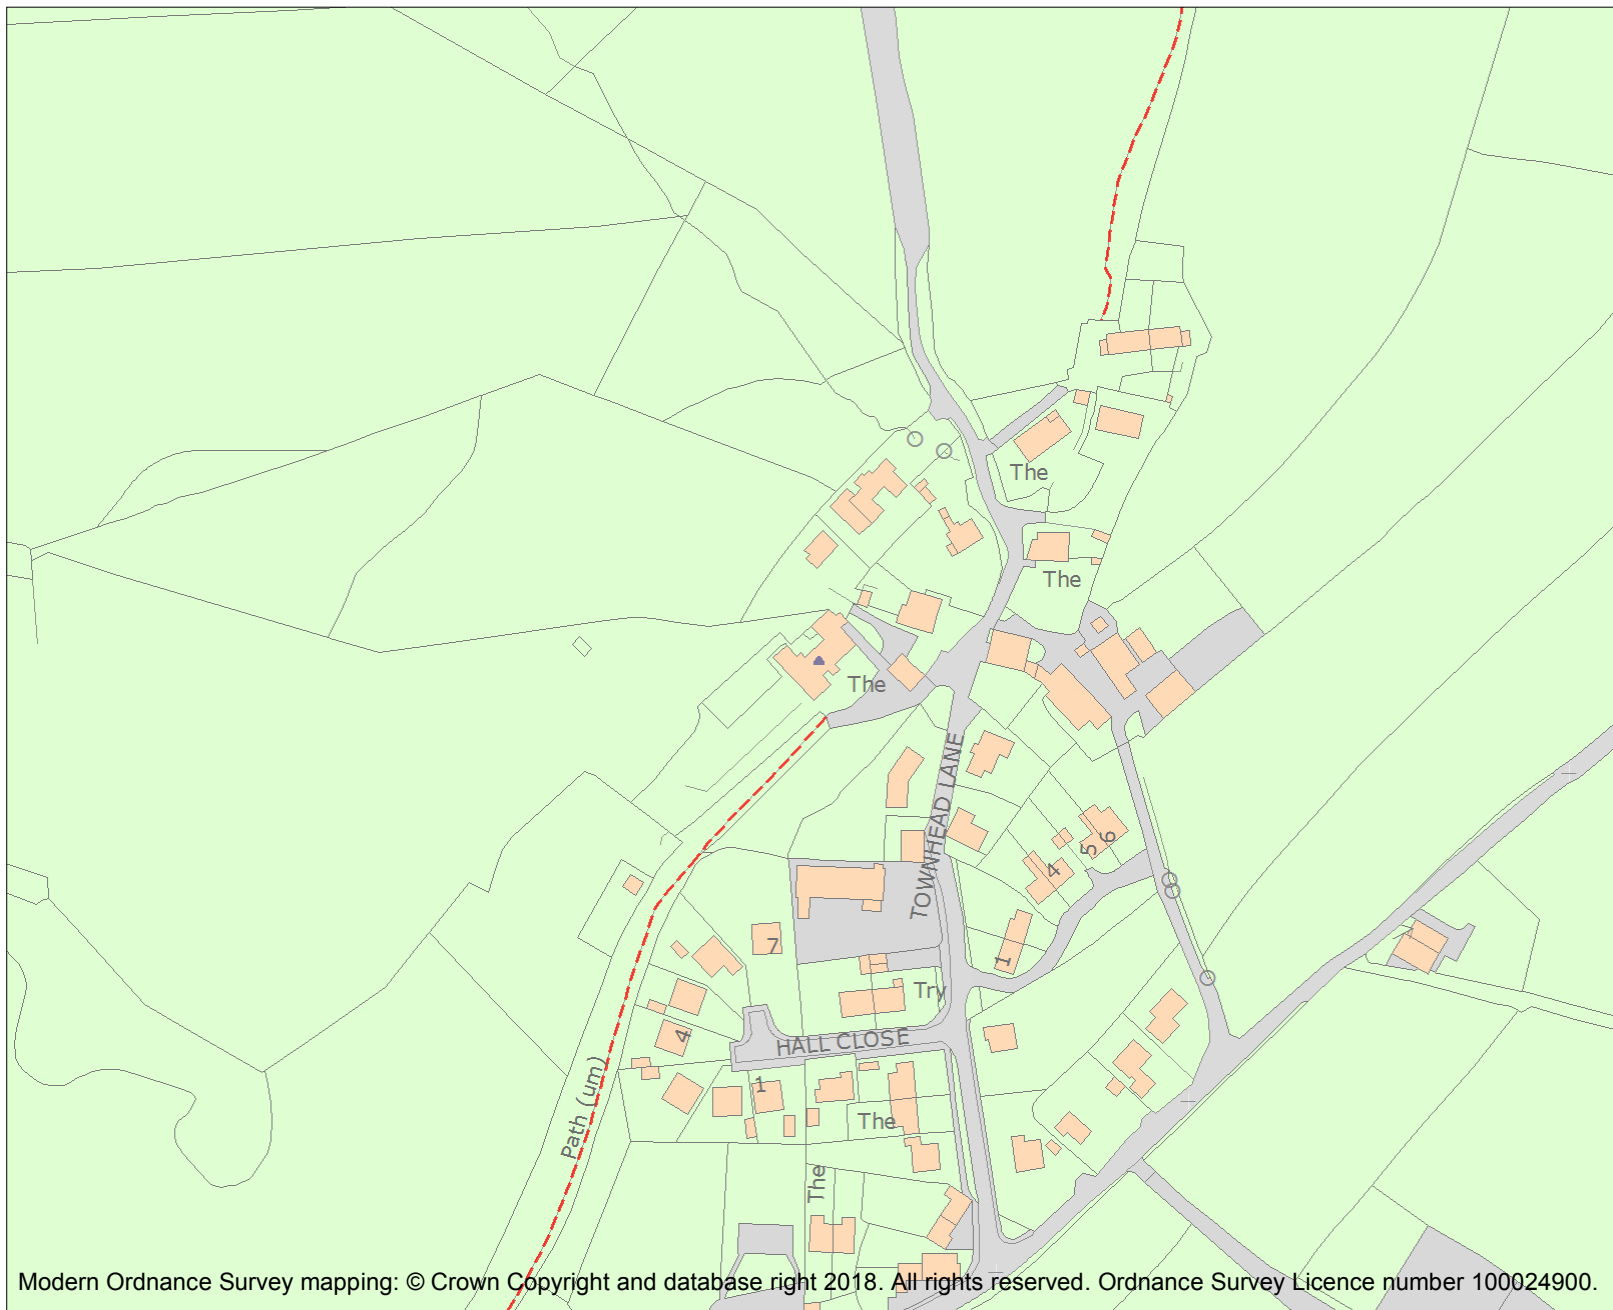 The
The
The
TOWNHEAD LANE
5
6
4
7
1
Try
4
HALL CLOSE
1
Path (um)
The
The
Modern Ordnance Survey mapping: © Crown Copyright and database right 2018. All rights reserved. Ordnance Survey Licence number 100024900.